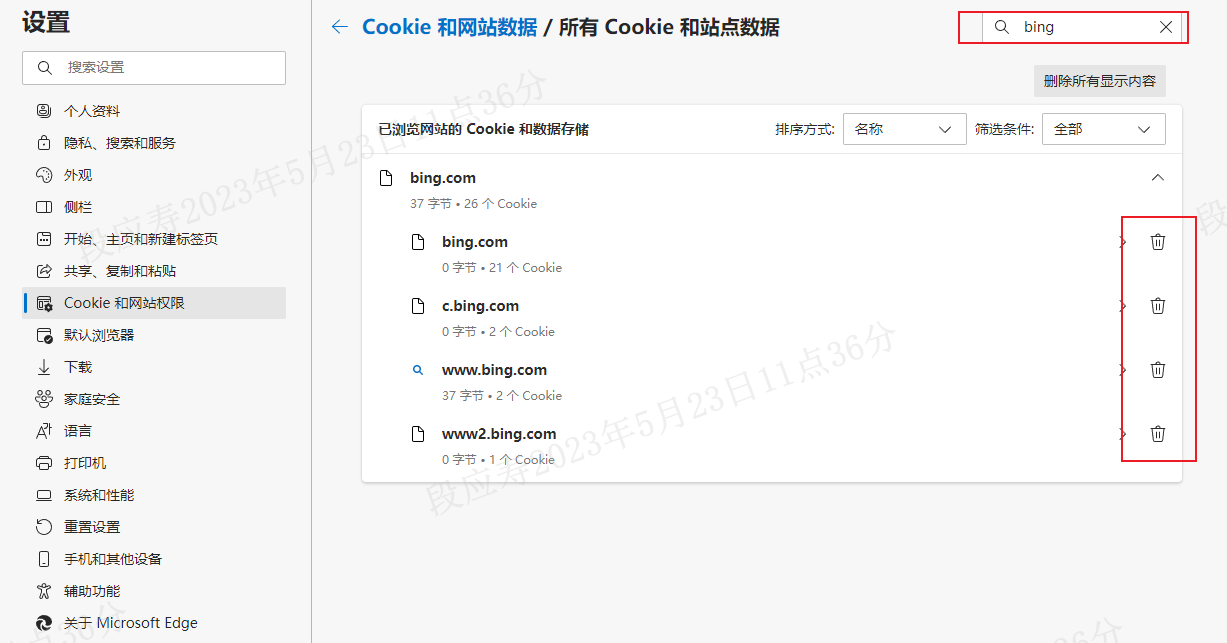 设置
搜索设置
个人资料
隐私、搜索和服务
外观
侧栏
开始、主页和新建标签页
共享、复制和粘贴
Cookie 和网站权限
默认浏览器
下载
家庭安全
语言
打印机
系统和性能
重置设置
手机和其他设备
辅助功能
关于 Microsoft Edge
Cookie 和网站数据 / 所有 Cookie 和站点数据
bing
删除所有显示内容
已浏览网站的 Cookie 和数据存储
排序方式: 名称 筛选条件: 全部
bing.com
37 字节 • 26 个 Cookie
bing.com
0 字节 • 21 个 Cookie
c.bing.com
0 字节 • 2 个 Cookie
www.bing.com
37 字节 • 2 个 Cookie
www2.bing.com
0 字节 • 1 个 Cookie
段应寿2023年5月23日11点36分
段应寿2023年5月23日11点36分
段
点36分
36分